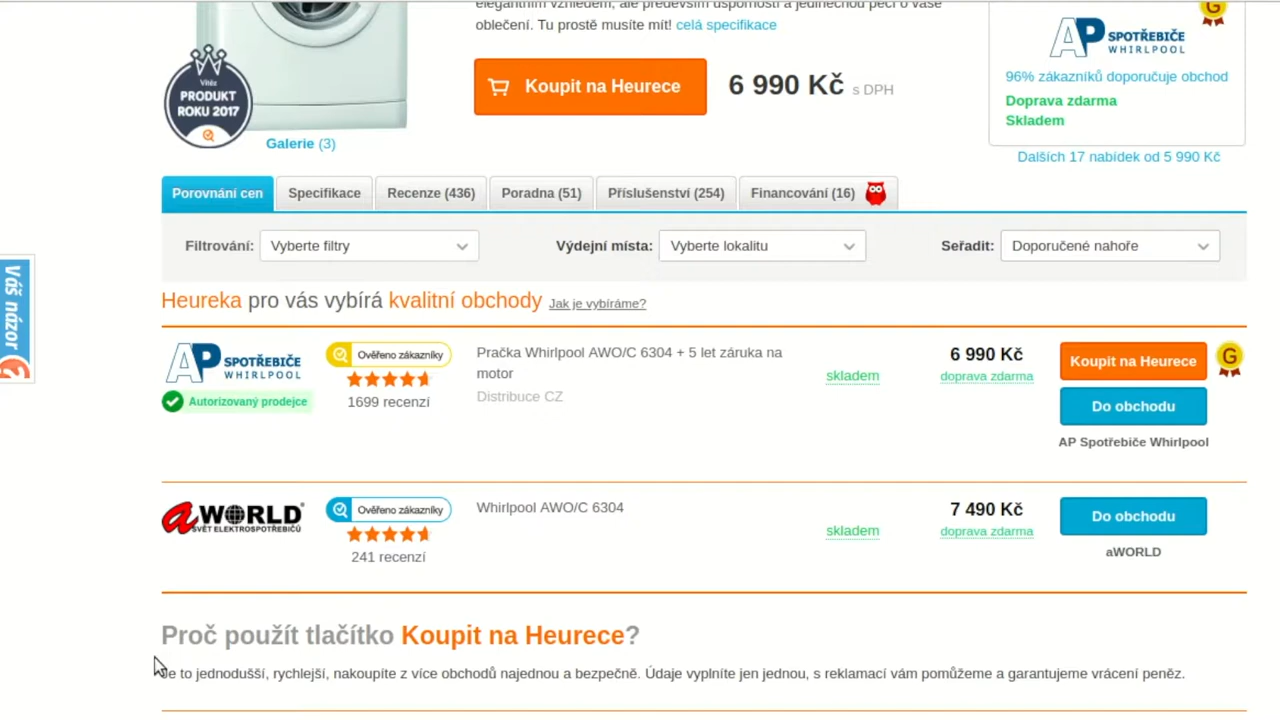 elegantním vzhledem, ale především úsporností a jedinečnou péčí o vaše
oblečení. Tu prostě musíte mít! celá specifikace
Vítěz
PRODUKT
ROKU 2017
Galerie (3)
Koupit na Heurece
6 990 Kč s DPH
G
AP SPOTŘEBIČE
WHIRLPOOL
96% zákazníků doporučuje obchod
Doprava zdarma
Skladem
Dalších 17 nabídek od 5 990 Kč
Porovnání cen
Specifikace
Recenze (436)
Poradna (51)
Příslušenství (254)
Financování (16)
Filtrování:
Vyberte filtry
Výdejní místa:
Vyberte lokalitu
Seřadit:
Doporučené nahoře
Váš názor
Heureka pro vás vybírá kvalitní obchody Jak je vybíráme?
AP SPOTŘEBIČE
WHIRLPOOL
Autorizovaný prodejce
Ověřeno zákazníky
1699 recenzí
Pračka Whirlpool AWO/C 6304 + 5 let záruka na
motor
Distribuce CZ
skladem
6 990 Kč
doprava zdarma
Koupit na Heurece
G
Do obchodu
AP Spotřebiče Whirlpool
aWORLD
SVĚT ELEKTROSPOTŘEBIČŮ
Ověřeno zákazníky
241 recenzí
Whirlpool AWO/C 6304
skladem
7 490 Kč
doprava zdarma
Do obchodu
aWORLD
Proč použít tlačítko Koupit na Heurece?
Je to jednodušší, rychlejší, nakoupíte z více obchodů najednou a bezpečně. Údaje vyplníte jen jednou, s reklamací vám pomůžeme a garantujeme vrácení peněz.